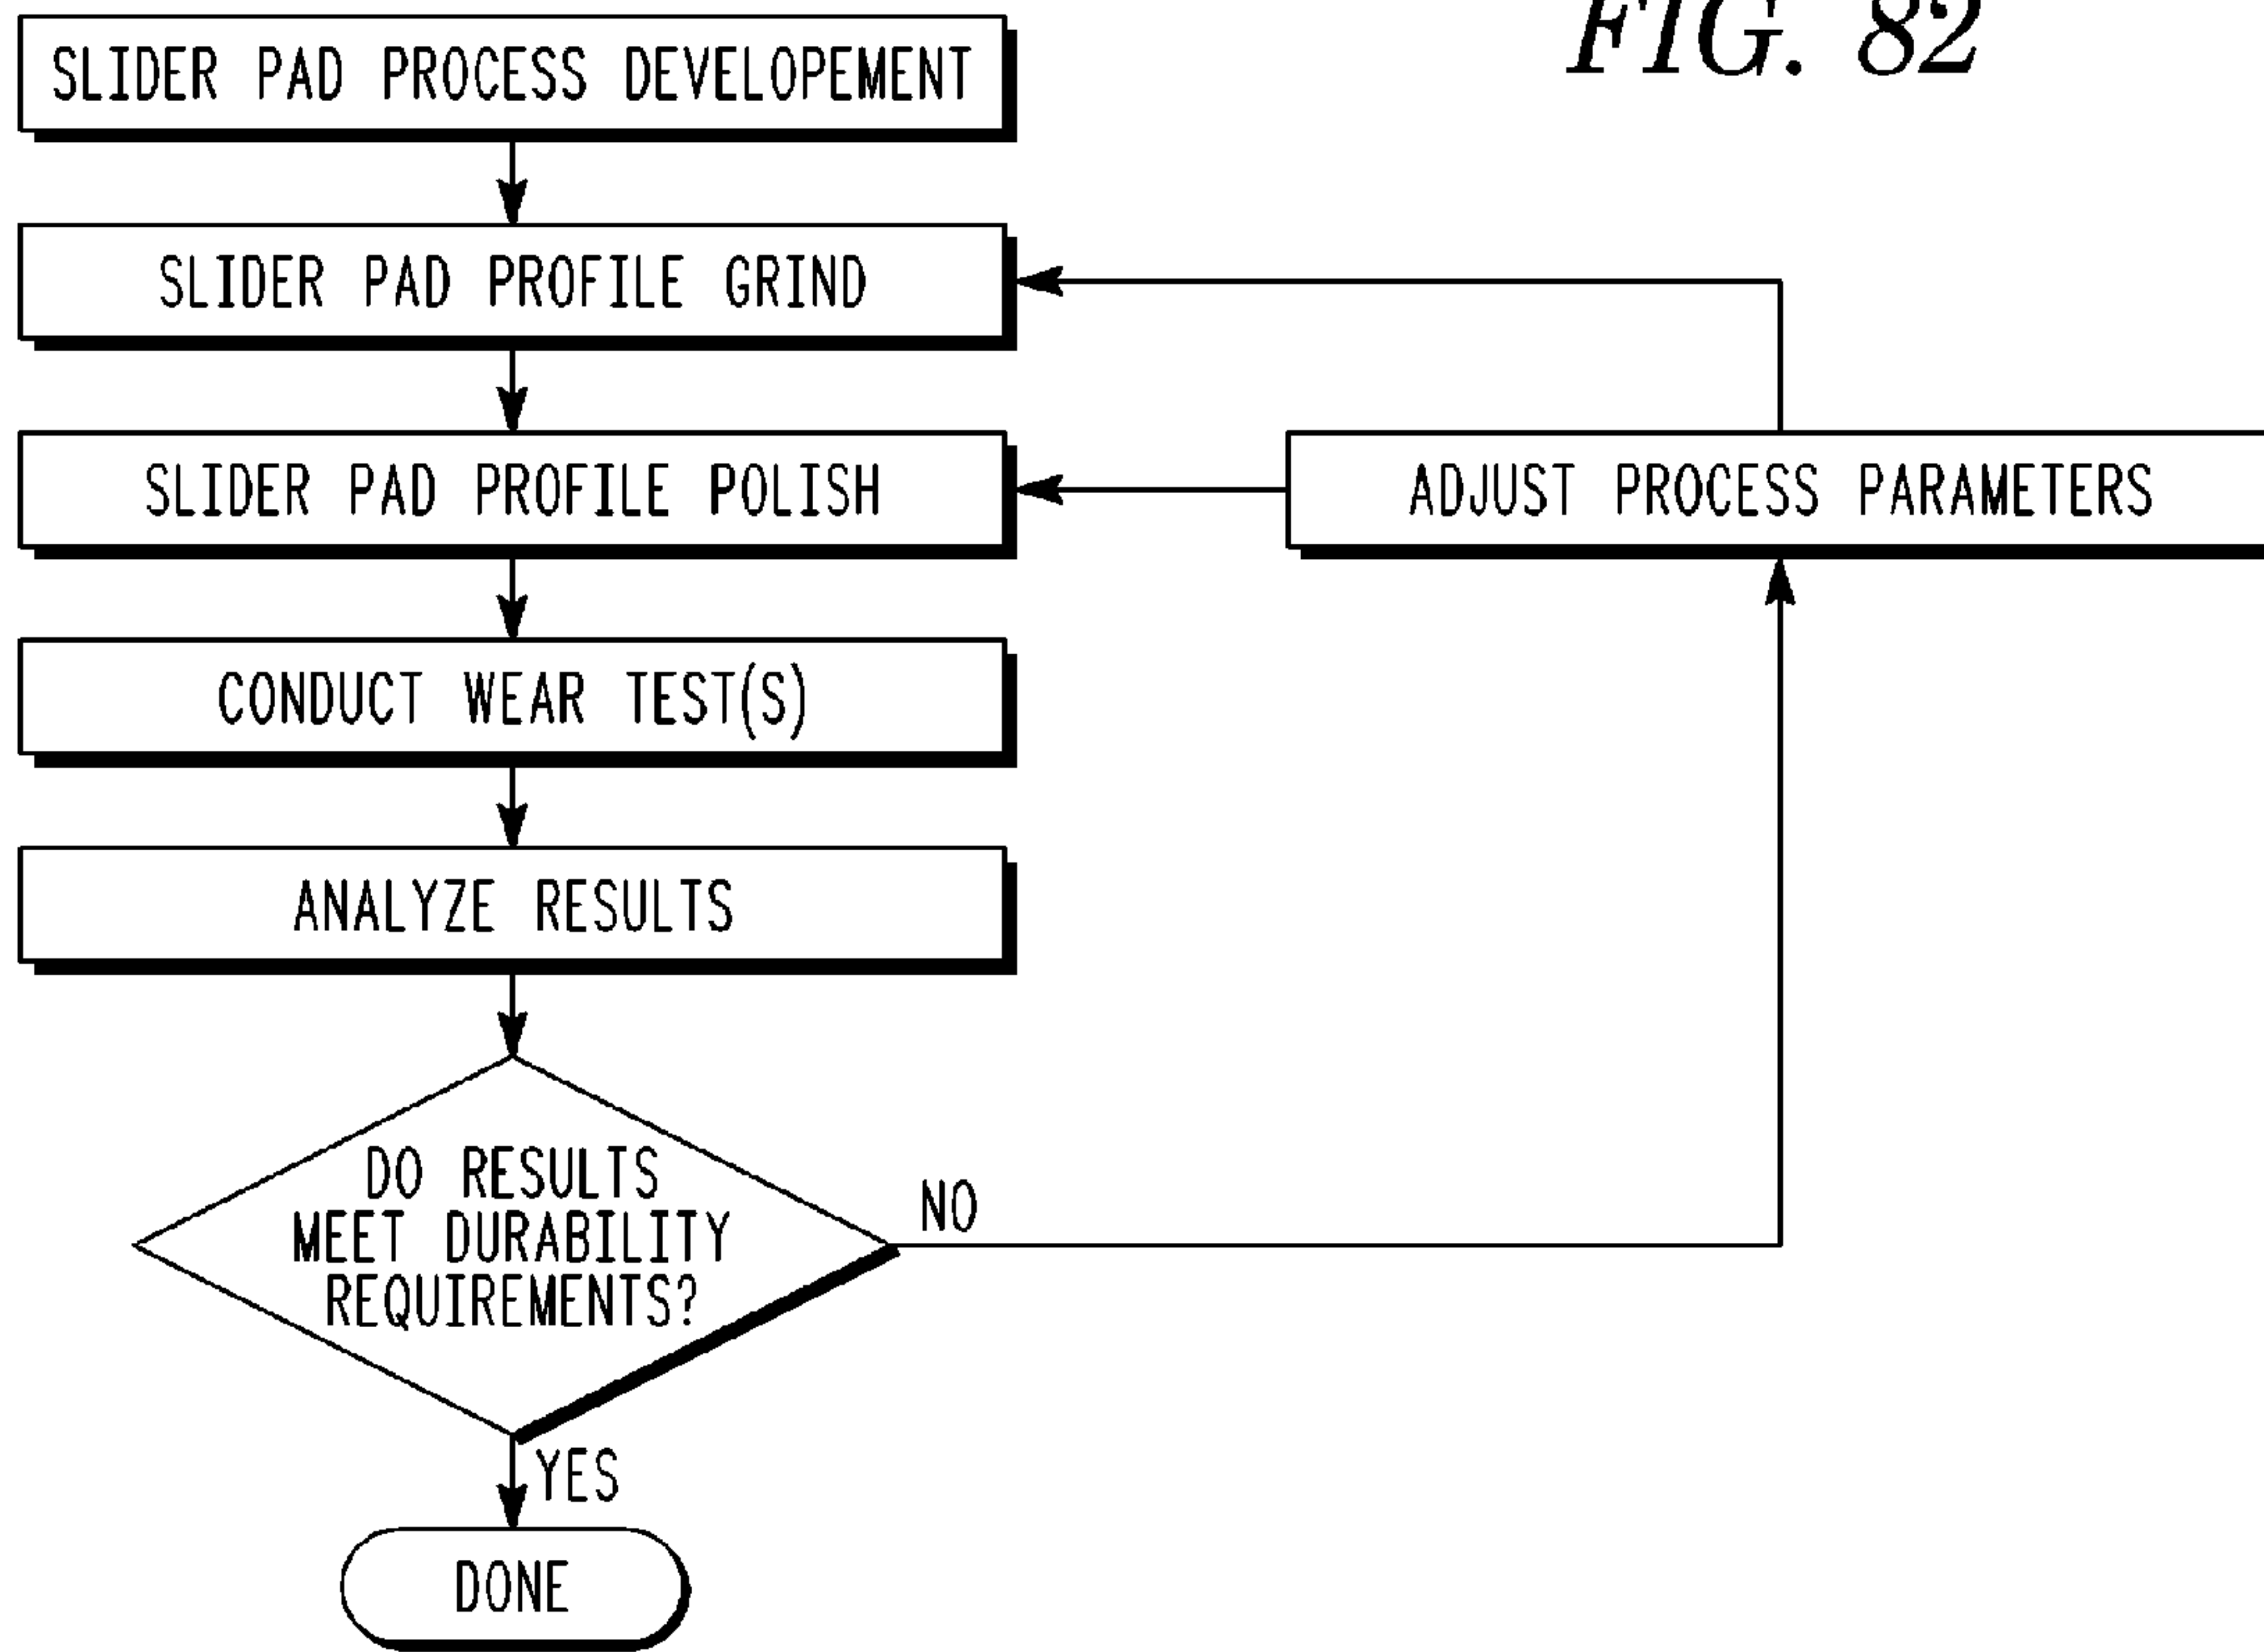 FIG. 82
SLIDER PAD PROCESS DEVELOPEMENT
SLIDER PAD PROFILE GRIND
SLIDER PAD PROFILE POLISH
ADJUST PROCESS PARAMETERS
CONDUCT WEAR TEST(S)
ANALYZE RESULTS
DO RESULTS
MEET DURABILITY
REQUIREMENTS?
NO
YES
DONE